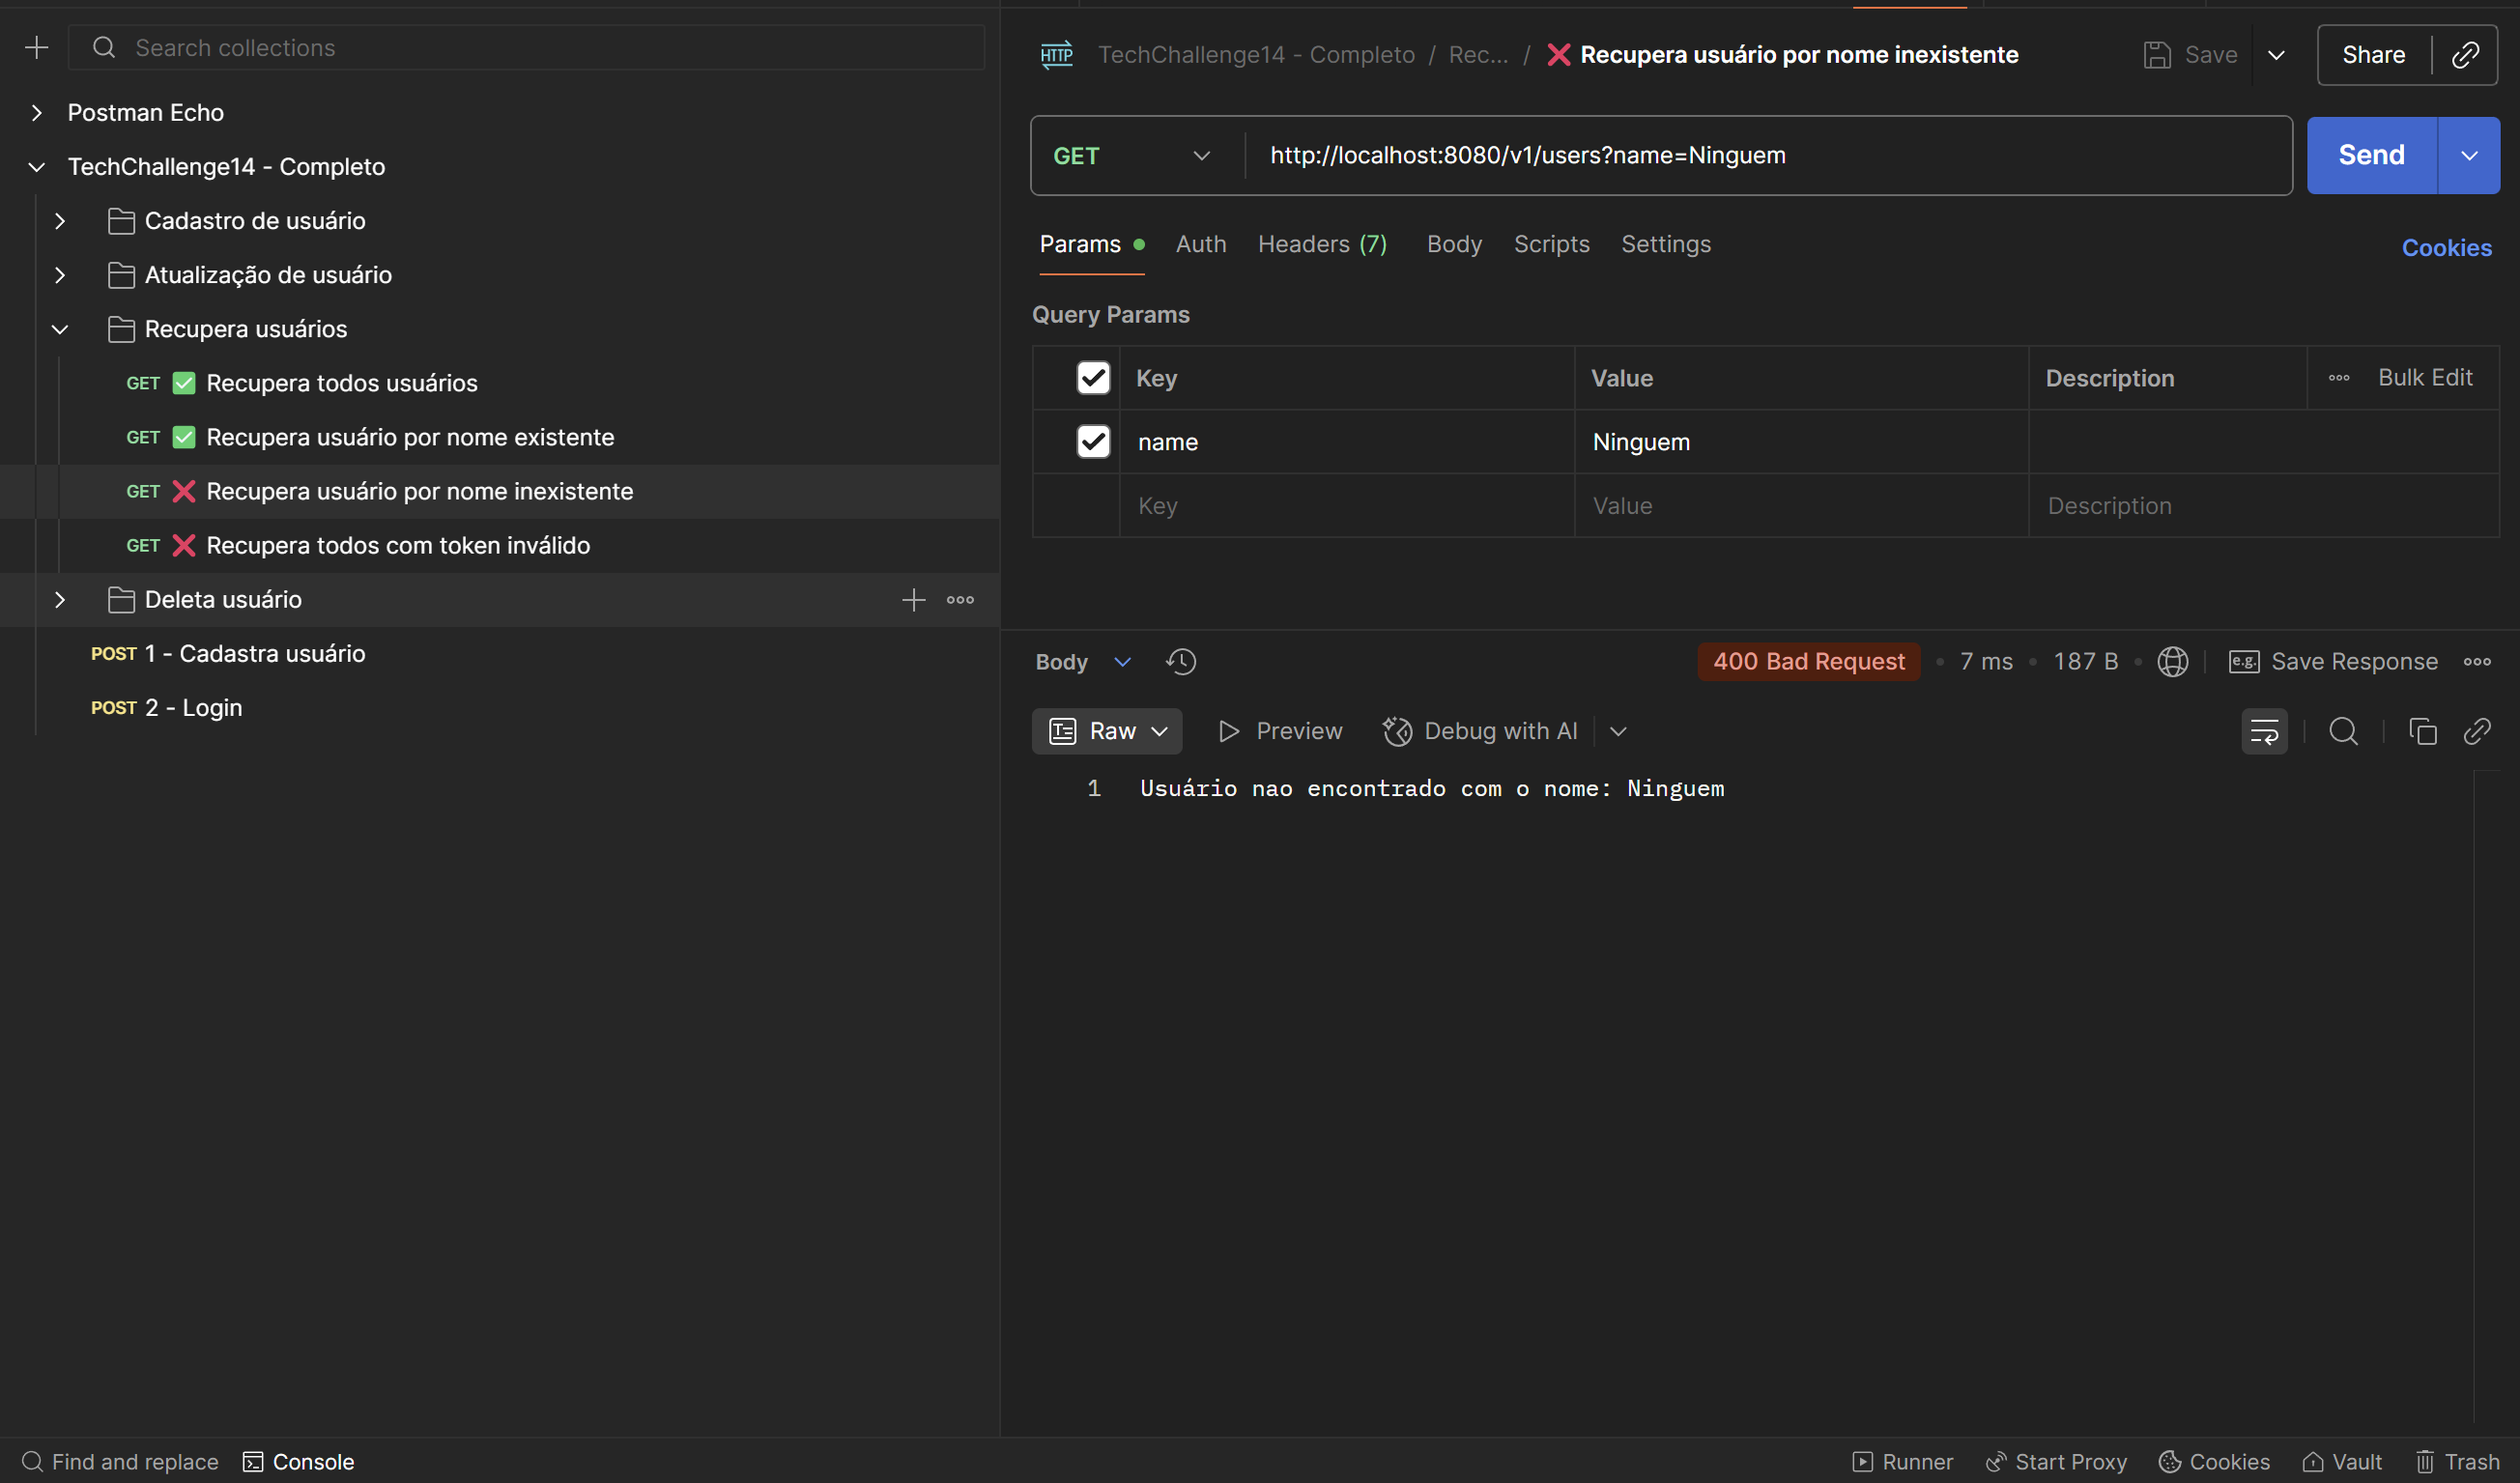 Search collections
Postman Echo
TechChallenge14 - Completo
Cadastro de usuário
Atualização de usuário
Recupera usuários
GET ✅ Recupera todos usuários
GET ✅ Recupera usuário por nome existente
GET ❌ Recupera usuário por nome inexistente
GET ❌ Recupera todos com token inválido
Deleta usuário
POST 1 - Cadastra usuário
POST 2 - Login
HTTP TechChallenge14 - Completo / Rec... / ❌ Recupera usuário por nome inexistente
Save
Share
GET http://localhost:8080/v1/users?name=Ninguem
Send
Params Auth Headers (7) Body Scripts Settings
Cookies
Query Params
Key Value Description Bulk Edit
name Ninguem
Key Value Description
Body 400 Bad Request • 7 ms • 187 B • e.g. Save Response
Raw Preview Debug with AI
1 Usuário nao encontrado com o nome: Ninguem
Find and replace Console Runner Start Proxy Cookies Vault Trash